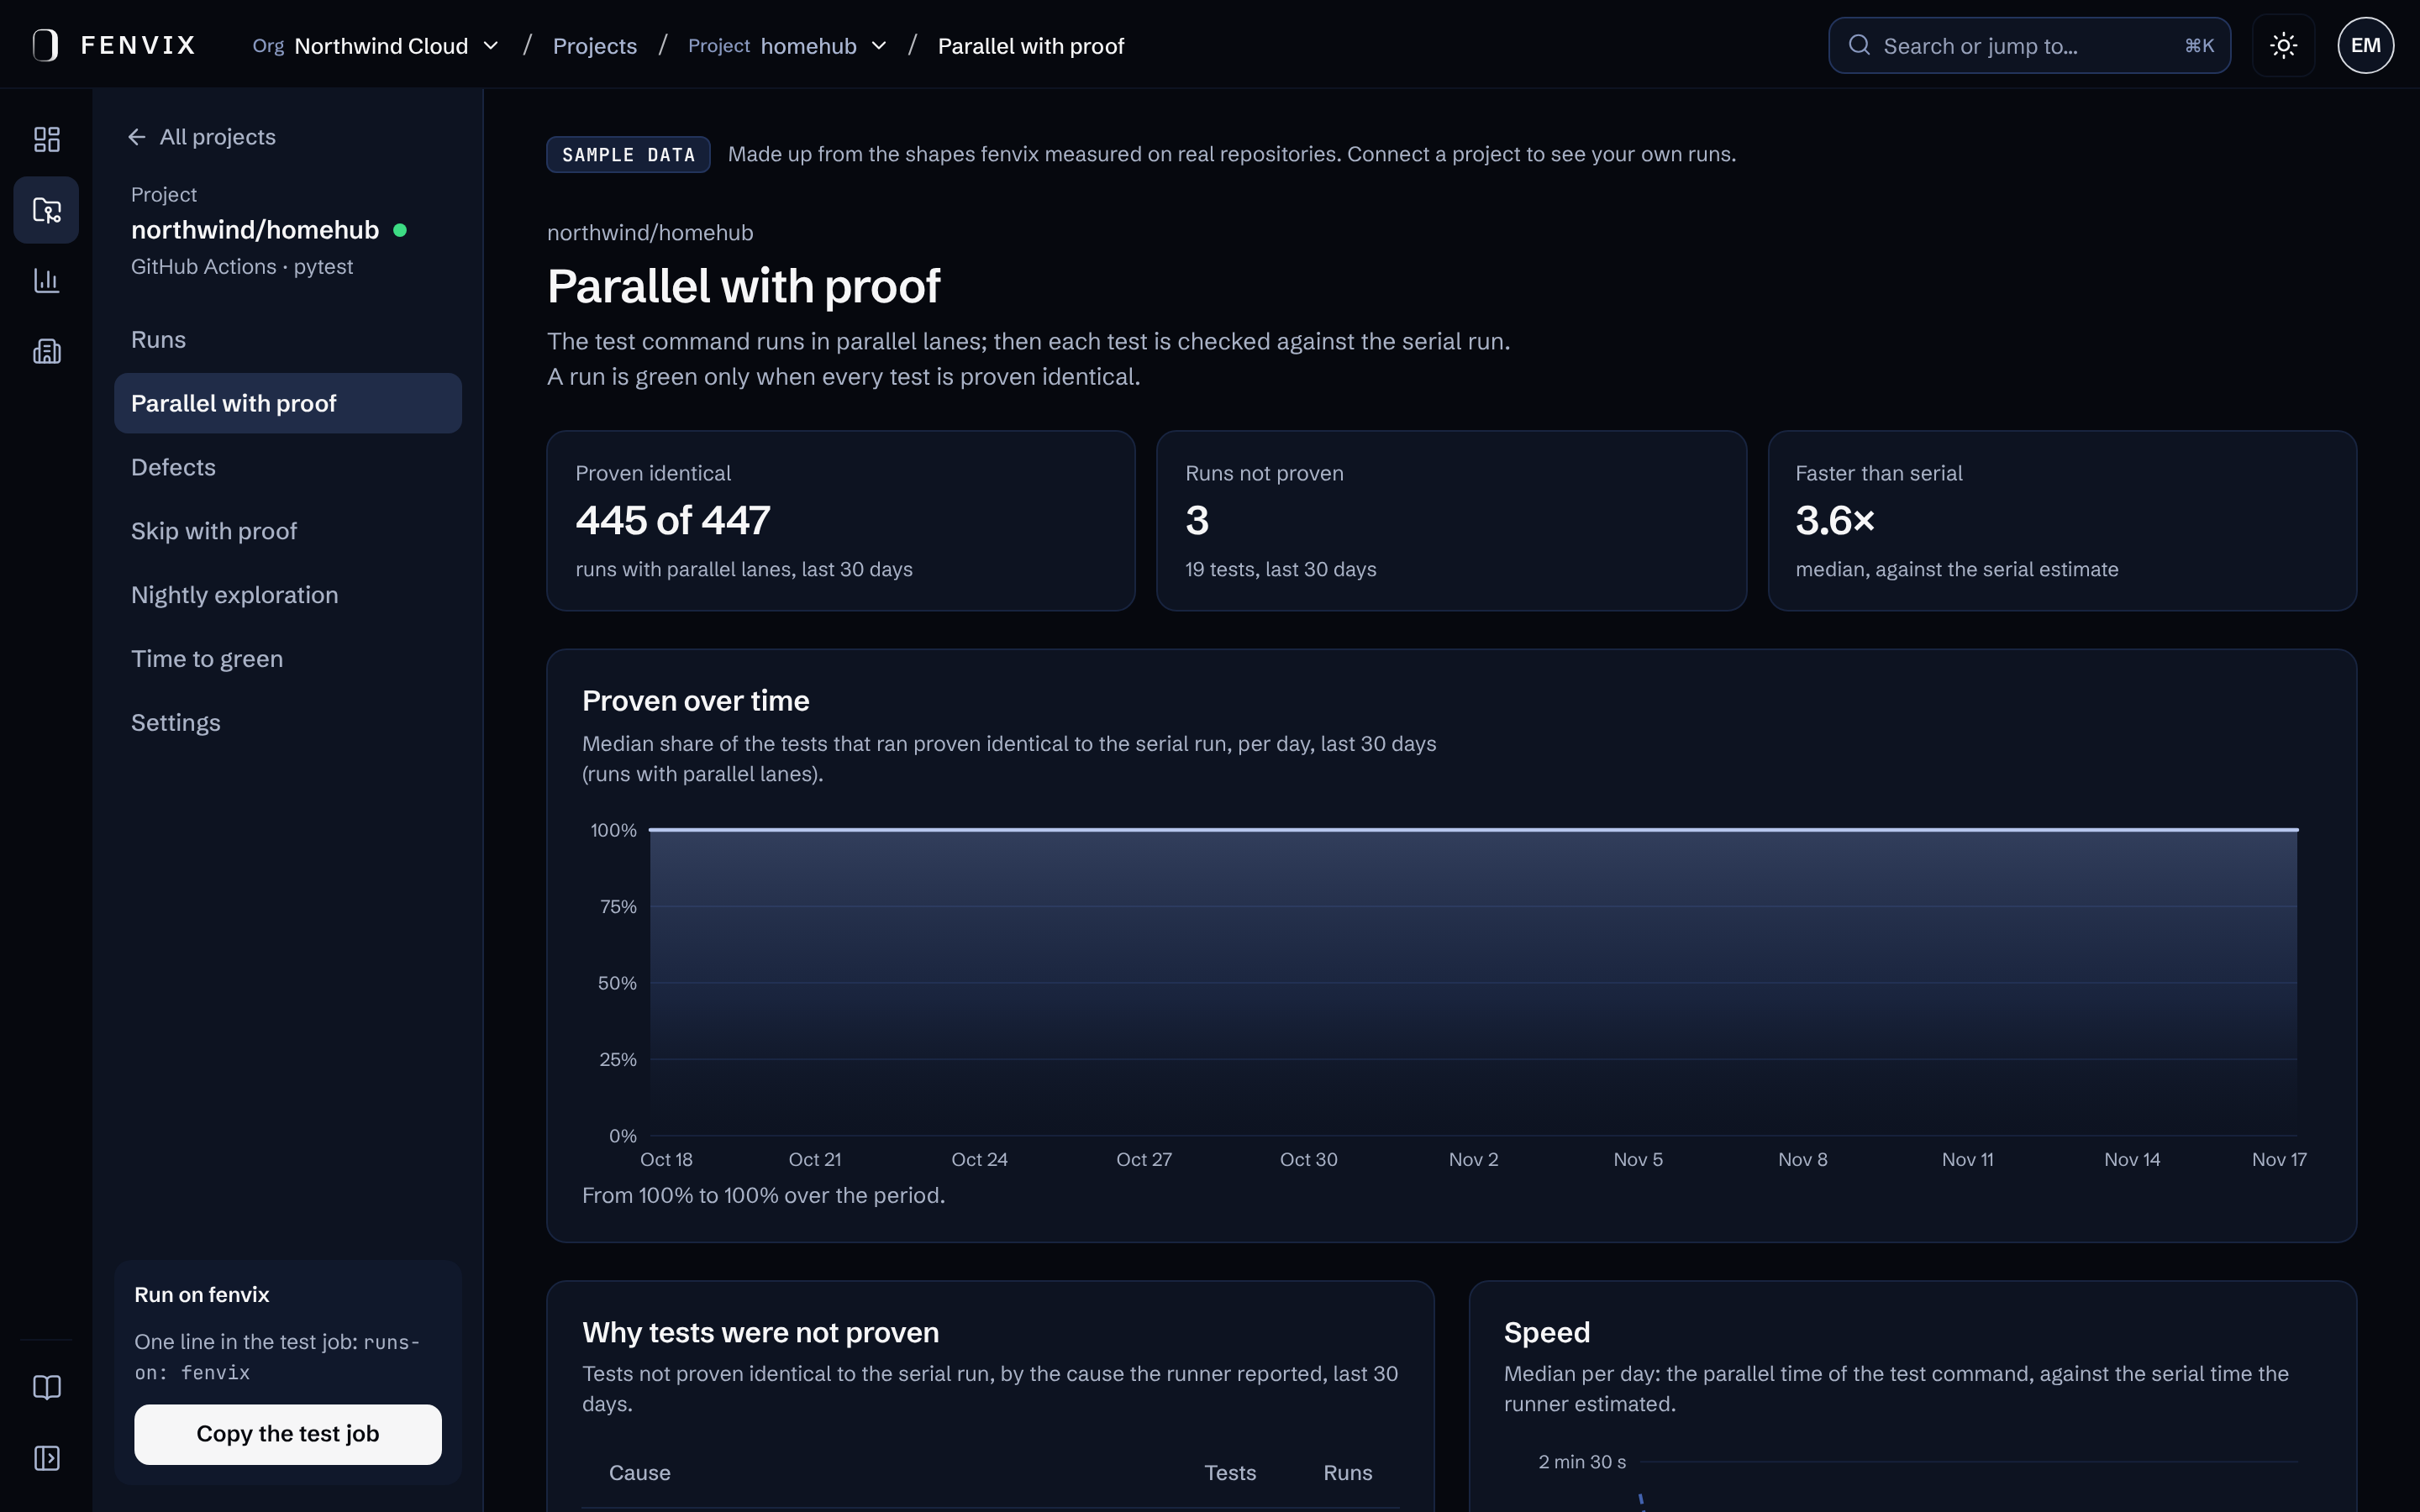 FENVIX
Org Northwind Cloud / Projects / Project homehub / Parallel with proof
Search or jump to... ⌘K
EM
All projects
Project
northwind/homehub
GitHub Actions · pytest
Runs
Parallel with proof
Defects
Skip with proof
Nightly exploration
Time to green
Settings
Run on fenvix
One line in the test job: runs-
on: fenvix
Copy the test job
SAMPLE DATA Made up from the shapes fenvix measured on real repositories. Connect a project to see your own runs.
northwind/homehub
Parallel with proof
The test command runs in parallel lanes; then each test is checked against the serial run.
A run is green only when every test is proven identical.
Proven identical
445 of 447
runs with parallel lanes, last 30 days
Runs not proven
3
19 tests, last 30 days
Faster than serial
3.6×
median, against the serial estimate
Proven over time
Median share of the tests that ran proven identical to the serial run, per day, last 30 days
(runs with parallel lanes).
100%
75%
50%
25%
0%
Oct 18 Oct 21 Oct 24 Oct 27 Oct 30 Nov 2 Nov 5 Nov 8 Nov 11 Nov 14 Nov 17
From 100% to 100% over the period.
Why tests were not proven
Tests not proven identical to the serial run, by the cause the runner reported, last 30
days.
Cause Tests Runs
Speed
Median per day: the parallel time of the test command, against the serial time the
runner estimated.
2 min 30 s